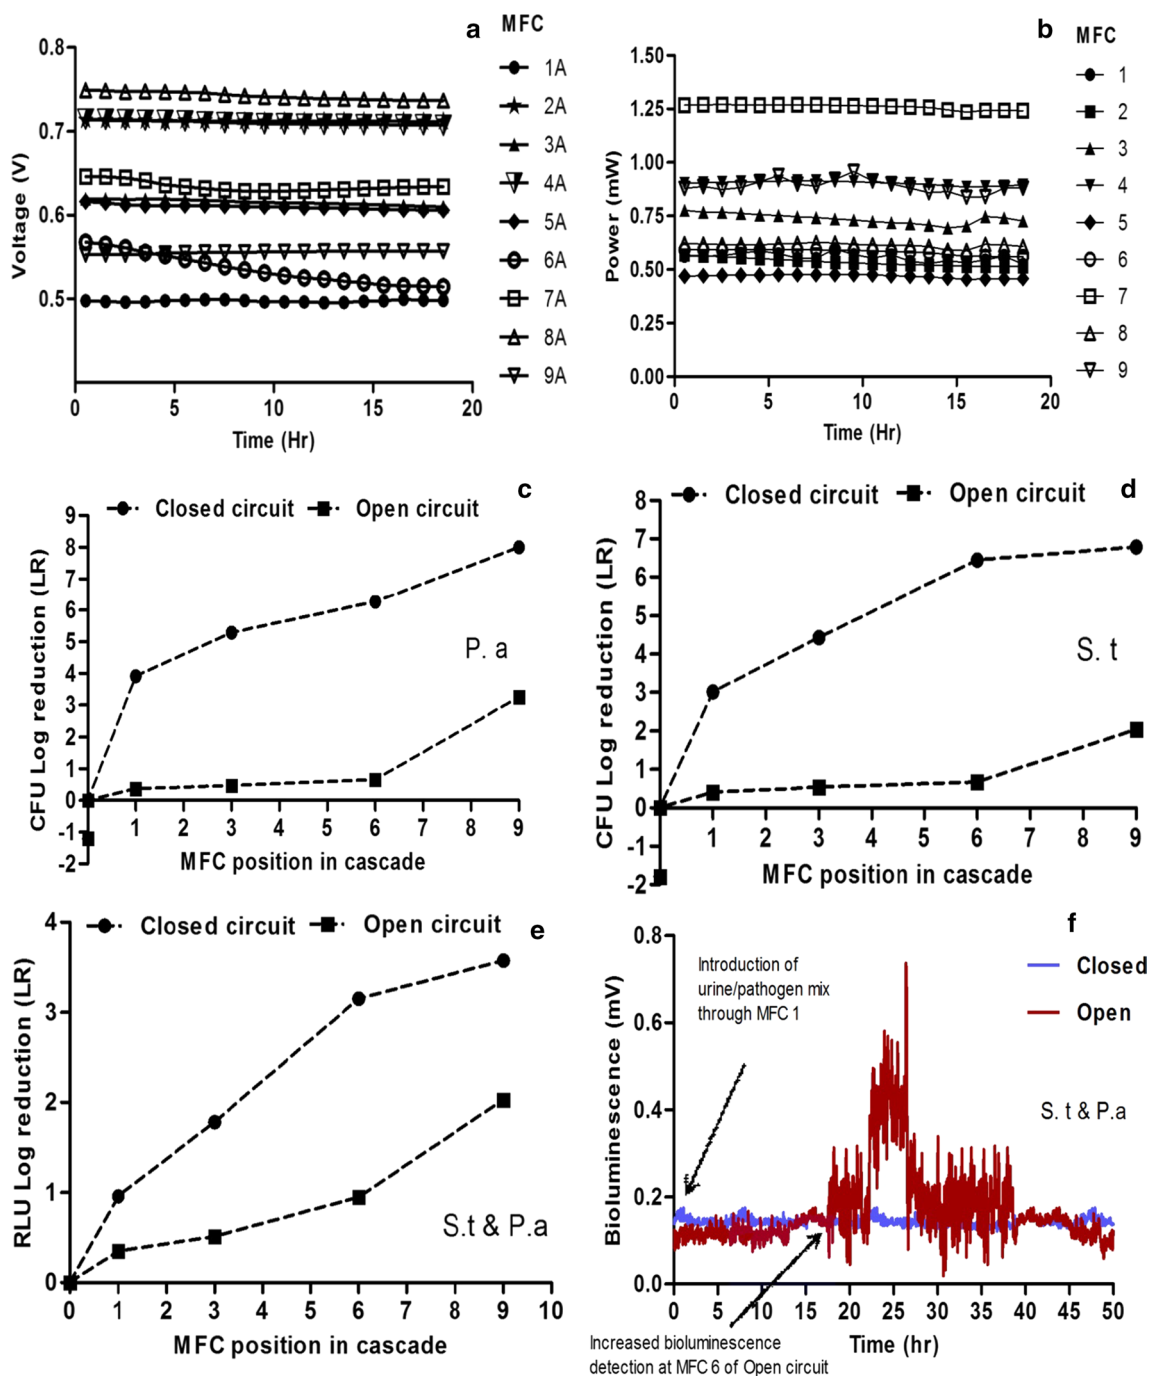 a
MFC
0.8
0.7
0.6
0.5
Voltage (V)
0
5
10
15
20
Time (Hr)
1A
2A
3A
4A
5A
6A
7A
8A
9A
b
MFC
1.50
1.25
1.00
0.75
0.50
0.25
0.00
Power (mW)
0
5
10
15
20
Time (Hr)
1
2
3
4
5
6
7
8
9
c
Closed circuit
Open circuit
9
8
7
6
5
4
3
2
1
0
-1
-2
CFU Log reduction (LR)
P. a
1
2
3
4
5
6
7
8
9
MFC position in cascade
d
Closed circuit
Open circuit
8
7
6
5
4
3
2
1
0
-1
-2
CFU Log reduction (LR)
S. t
1
2
3
4
5
6
7
8
9
MFC position in cascade
e
Closed circuit
Open circuit
4
3
2
1
0
RLU Log reduction (LR)
S.t & P.a
0
1
2
3
4
5
6
7
8
9
10
MFC position in cascade
f
0.8
0.6
0.4
0.2
0.0
Bioluminescence (mV)
Introduction of
urine/pathogen mix
through MFC 1
Closed
Open
S. t & P.a
0
5
10
15
20
25
30
35
40
45
50
Time (hr)
Increased bioluminescence
detection at MFC 6 of Open circuit